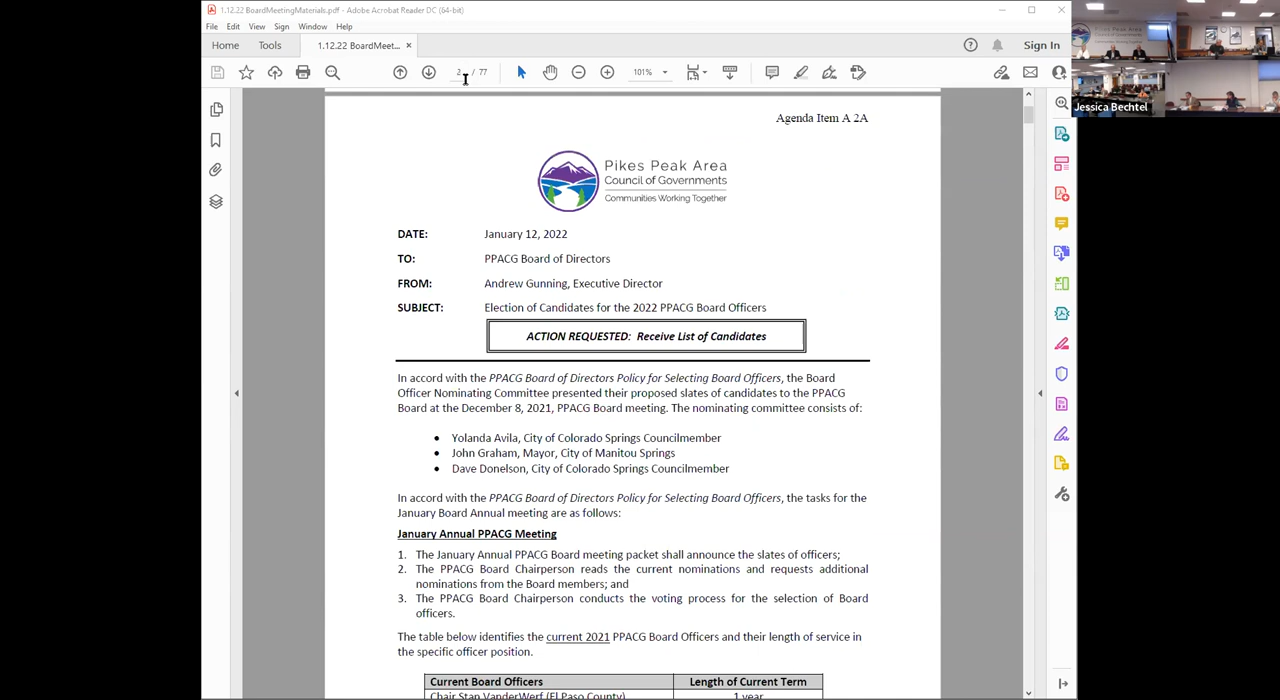 1.12.22 BoardMeetingMaterials.pdf - Adobe Acrobat Reader DC (64-bit)
File Edit View Sign Window Help
Home Tools 1.12.22 BoardMeet... × Sign In
2 / 77 101%
Jessica Bechtel
Agenda Item A 2A
Pikes Peak Area
Council of Governments
Communities Working Together
DATE: January 12, 2022
TO: PPACG Board of Directors
FROM: Andrew Gunning, Executive Director
SUBJECT: Election of Candidates for the 2022 PPACG Board Officers
ACTION REQUESTED: Receive List of Candidates
In accord with the PPACG Board of Directors Policy for Selecting Board Officers, the Board
Officer Nominating Committee presented their proposed slates of candidates to the PPACG
Board at the December 8, 2021, PPACG Board meeting. The nominating committee consists of:
• Yolanda Avila, City of Colorado Springs Councilmember
• John Graham, Mayor, City of Manitou Springs
• Dave Donelson, City of Colorado Springs Councilmember
In accord with the PPACG Board of Directors Policy for Selecting Board Officers, the tasks for the
January Board Annual meeting are as follows:
January Annual PPACG Meeting
1. The January Annual PPACG Board meeting packet shall announce the slates of officers;
2. The PPACG Board Chairperson reads the current nominations and requests additional
nominations from the Board members; and
3. The PPACG Board Chairperson conducts the voting process for the selection of Board
officers.
The table below identifies the current 2021 PPACG Board Officers and their length of service in
the specific officer position.
Current Board Officers Length of Current Term
Chair Stan VanderWerf (El Paso County) 1 year